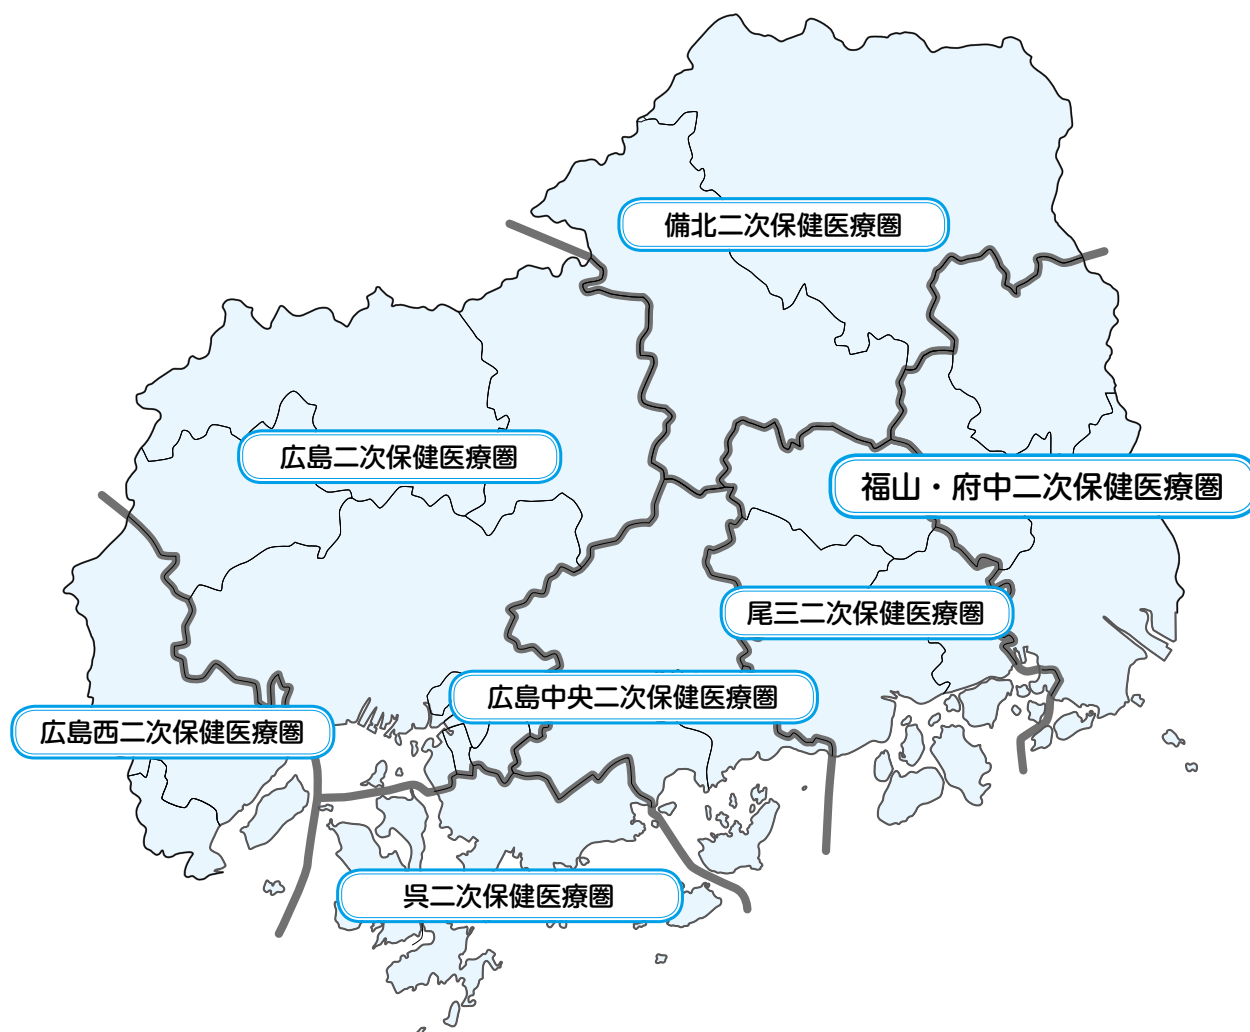 備北二次保健医療圏
広島二次保健医療圏
福山・府中二次保健医療圏
尾三二次保健医療圏
広島中央二次保健医療圏
広島西二次保健医療圏
呉二次保健医療圏